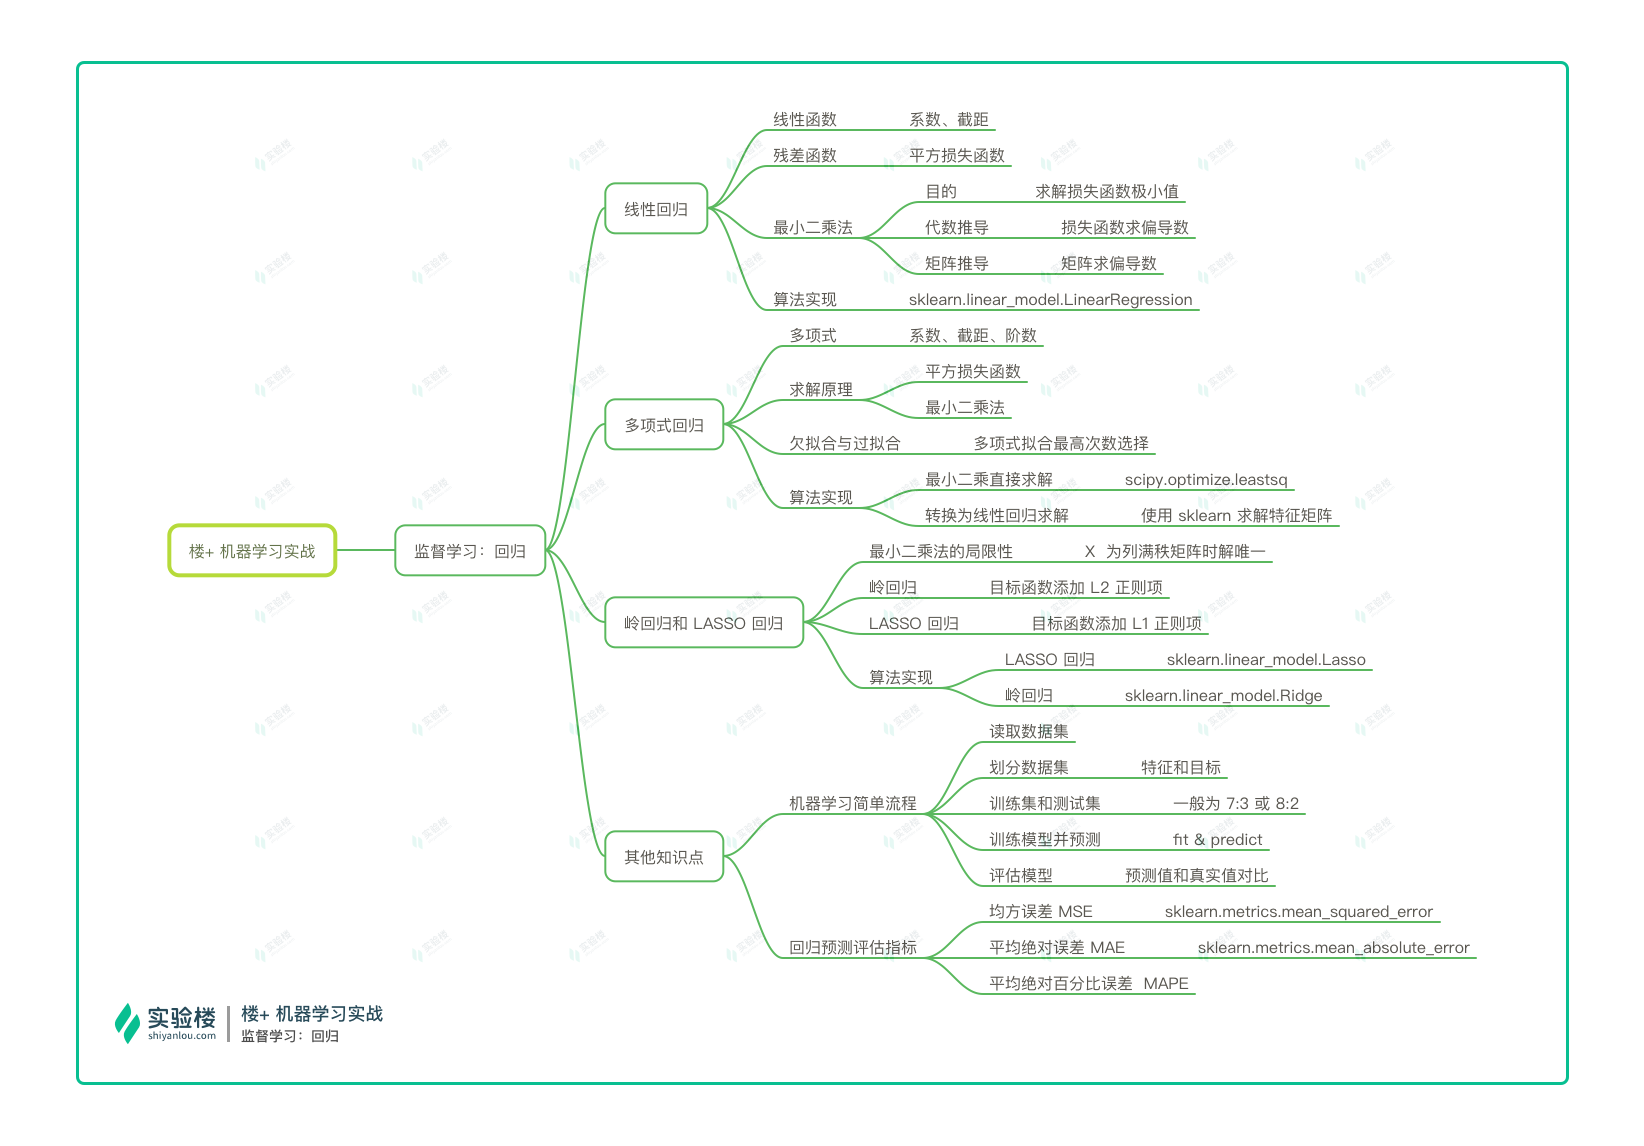 楼+ 机器学习实战
监督学习：回归
线性回归
线性函数 系数、截距
残差函数 平方损失函数
最小二乘法
目的 求解损失函数极小值
代数推导 损失函数求偏导数
矩阵推导 矩阵求偏导数
算法实现 sklearn.linear_model.LinearRegression
多项式回归
多项式 系数、截距、阶数
求解原理
平方损失函数
最小二乘法
欠拟合与过拟合 多项式拟合最高次数选择
算法实现
最小二乘直接求解 scipy.optimize.leastsq
转换为线性回归求解 使用 sklearn 求解特征矩阵
岭回归和 LASSO 回归
最小二乘法的局限性 X 为列满秩矩阵时解唯一
岭回归 目标函数添加 L2 正则项
LASSO 回归 目标函数添加 L1 正则项
算法实现
LASSO 回归 sklearn.linear_model.Lasso
岭回归 sklearn.linear_model.Ridge
其他知识点
机器学习简单流程
读取数据集
划分数据集 特征和目标
训练集和测试集 一般为 7:3 或 8:2
训练模型并预测 fit & predict
评估模型 预测值和真实值对比
回归预测评估指标
均方误差 MSE sklearn.metrics.mean_squared_error
平均绝对误差 MAE sklearn.metrics.mean_absolute_error
平均绝对百分比误差 MAPE
实验楼
shiyanlou.com
楼+ 机器学习实战
监督学习：回归